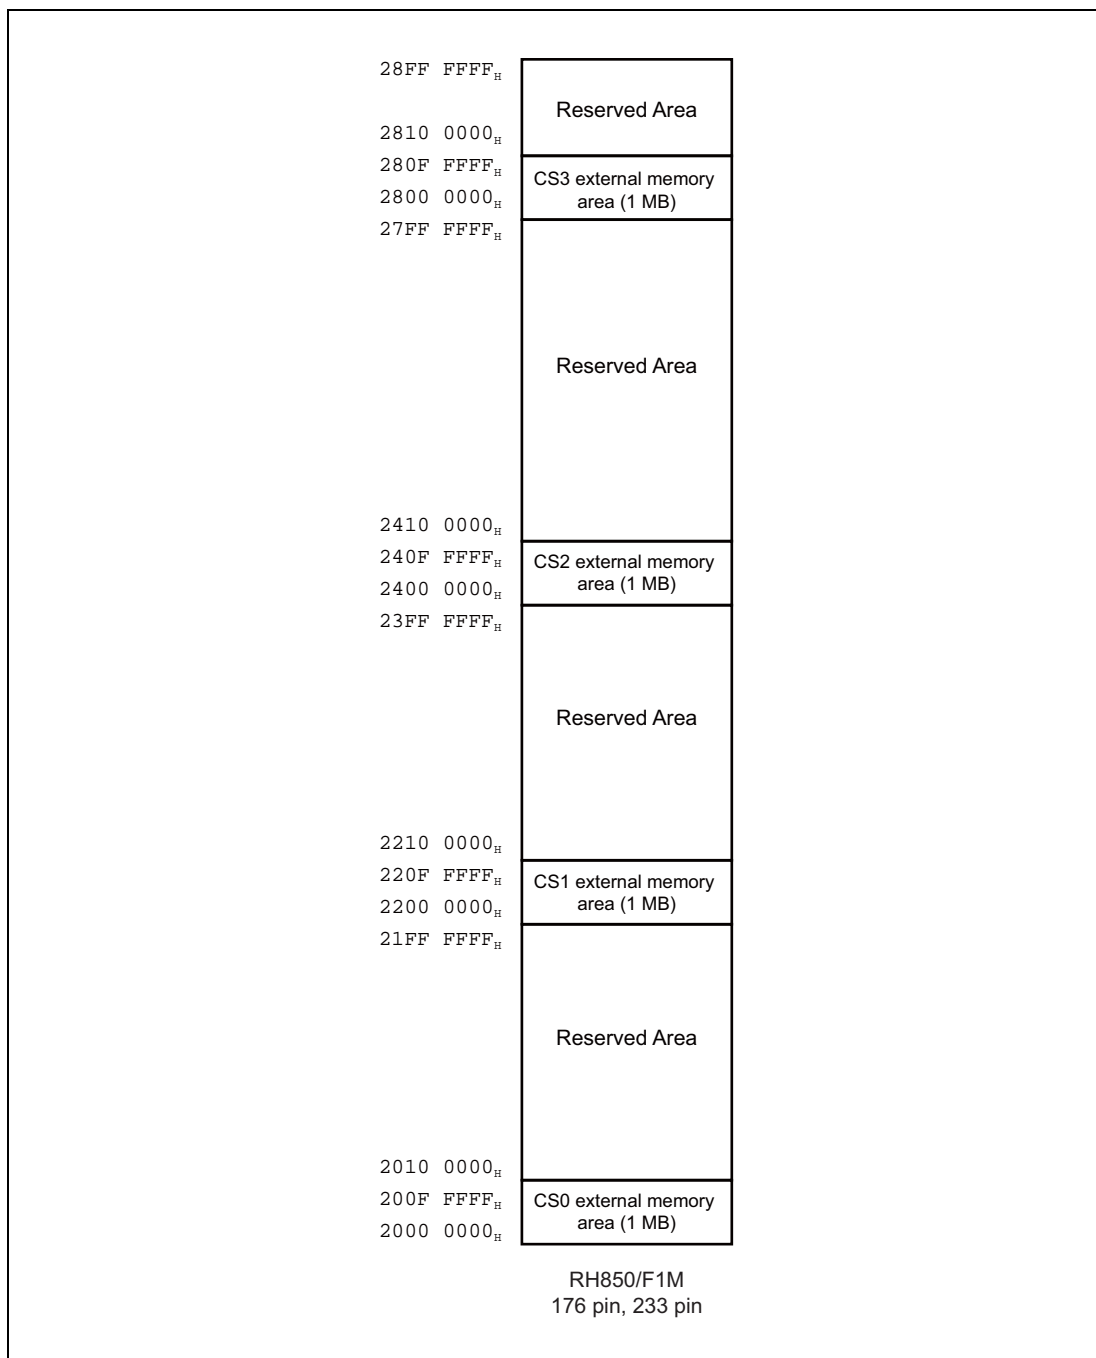 28FF FFFFH
Reserved Area
2810 0000H
280F FFFFH
CS3 external memory
area (1 MB)
2800 0000H
27FF FFFFH
Reserved Area
2410 0000H
240F FFFFH
CS2 external memory
area (1 MB)
2400 0000H
23FF FFFFH
Reserved Area
2210 0000H
220F FFFFH
CS1 external memory
area (1 MB)
2200 0000H
21FF FFFFH
Reserved Area
2010 0000H
200F FFFFH
CS0 external memory
area (1 MB)
2000 0000H
RH850/F1M
176 pin, 233 pin